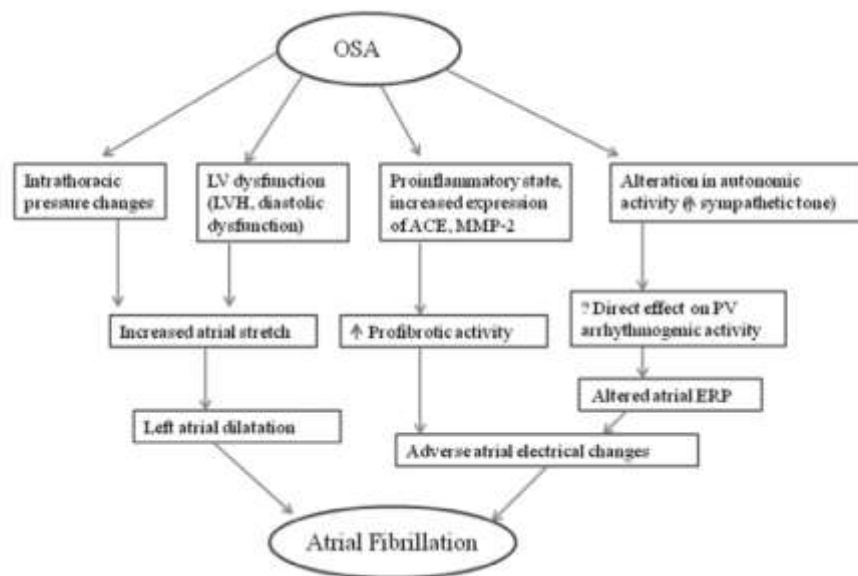 OSA
Intrathoracic
pressure changes
LV dysfunction
(LVH, diastolic
dysfunction)
Proinflammatory state,
increased expression
of ACE, MMP-2
Alteration in autonomic
activity (↑ sympathetic tone)
Increased atrial stretch
↑ Profibrotic activity
? Direct effect on PV
arrhythmogenic activity
Altered atrial ERP
Left atrial dilatation
Adverse atrial electrical changes
Atrial Fibrillation